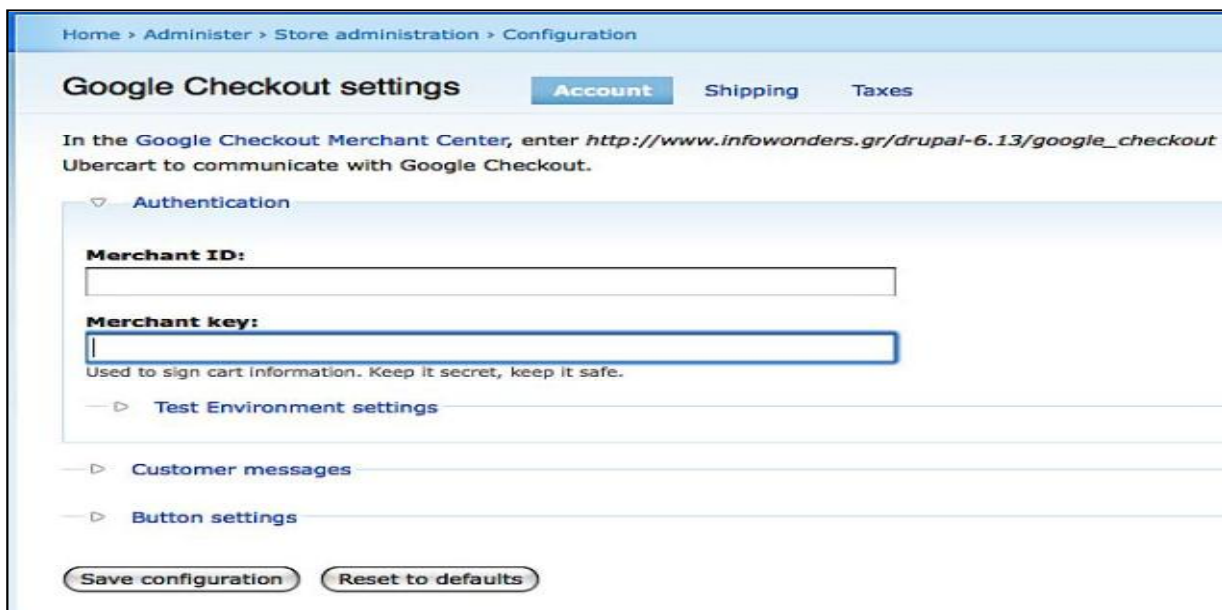 Home › Administer › Store administration › Configuration
Google Checkout settings Account Shipping Taxes
In the Google Checkout Merchant Center, enter http://www.infowonders.gr/drupal-6.13/google_checkout
Ubercart to communicate with Google Checkout.
Authentication
Merchant ID:
Merchant key:
Used to sign cart information. Keep it secret, keep it safe.
Test Environment settings
Customer messages
Button settings
Save configuration Reset to defaults